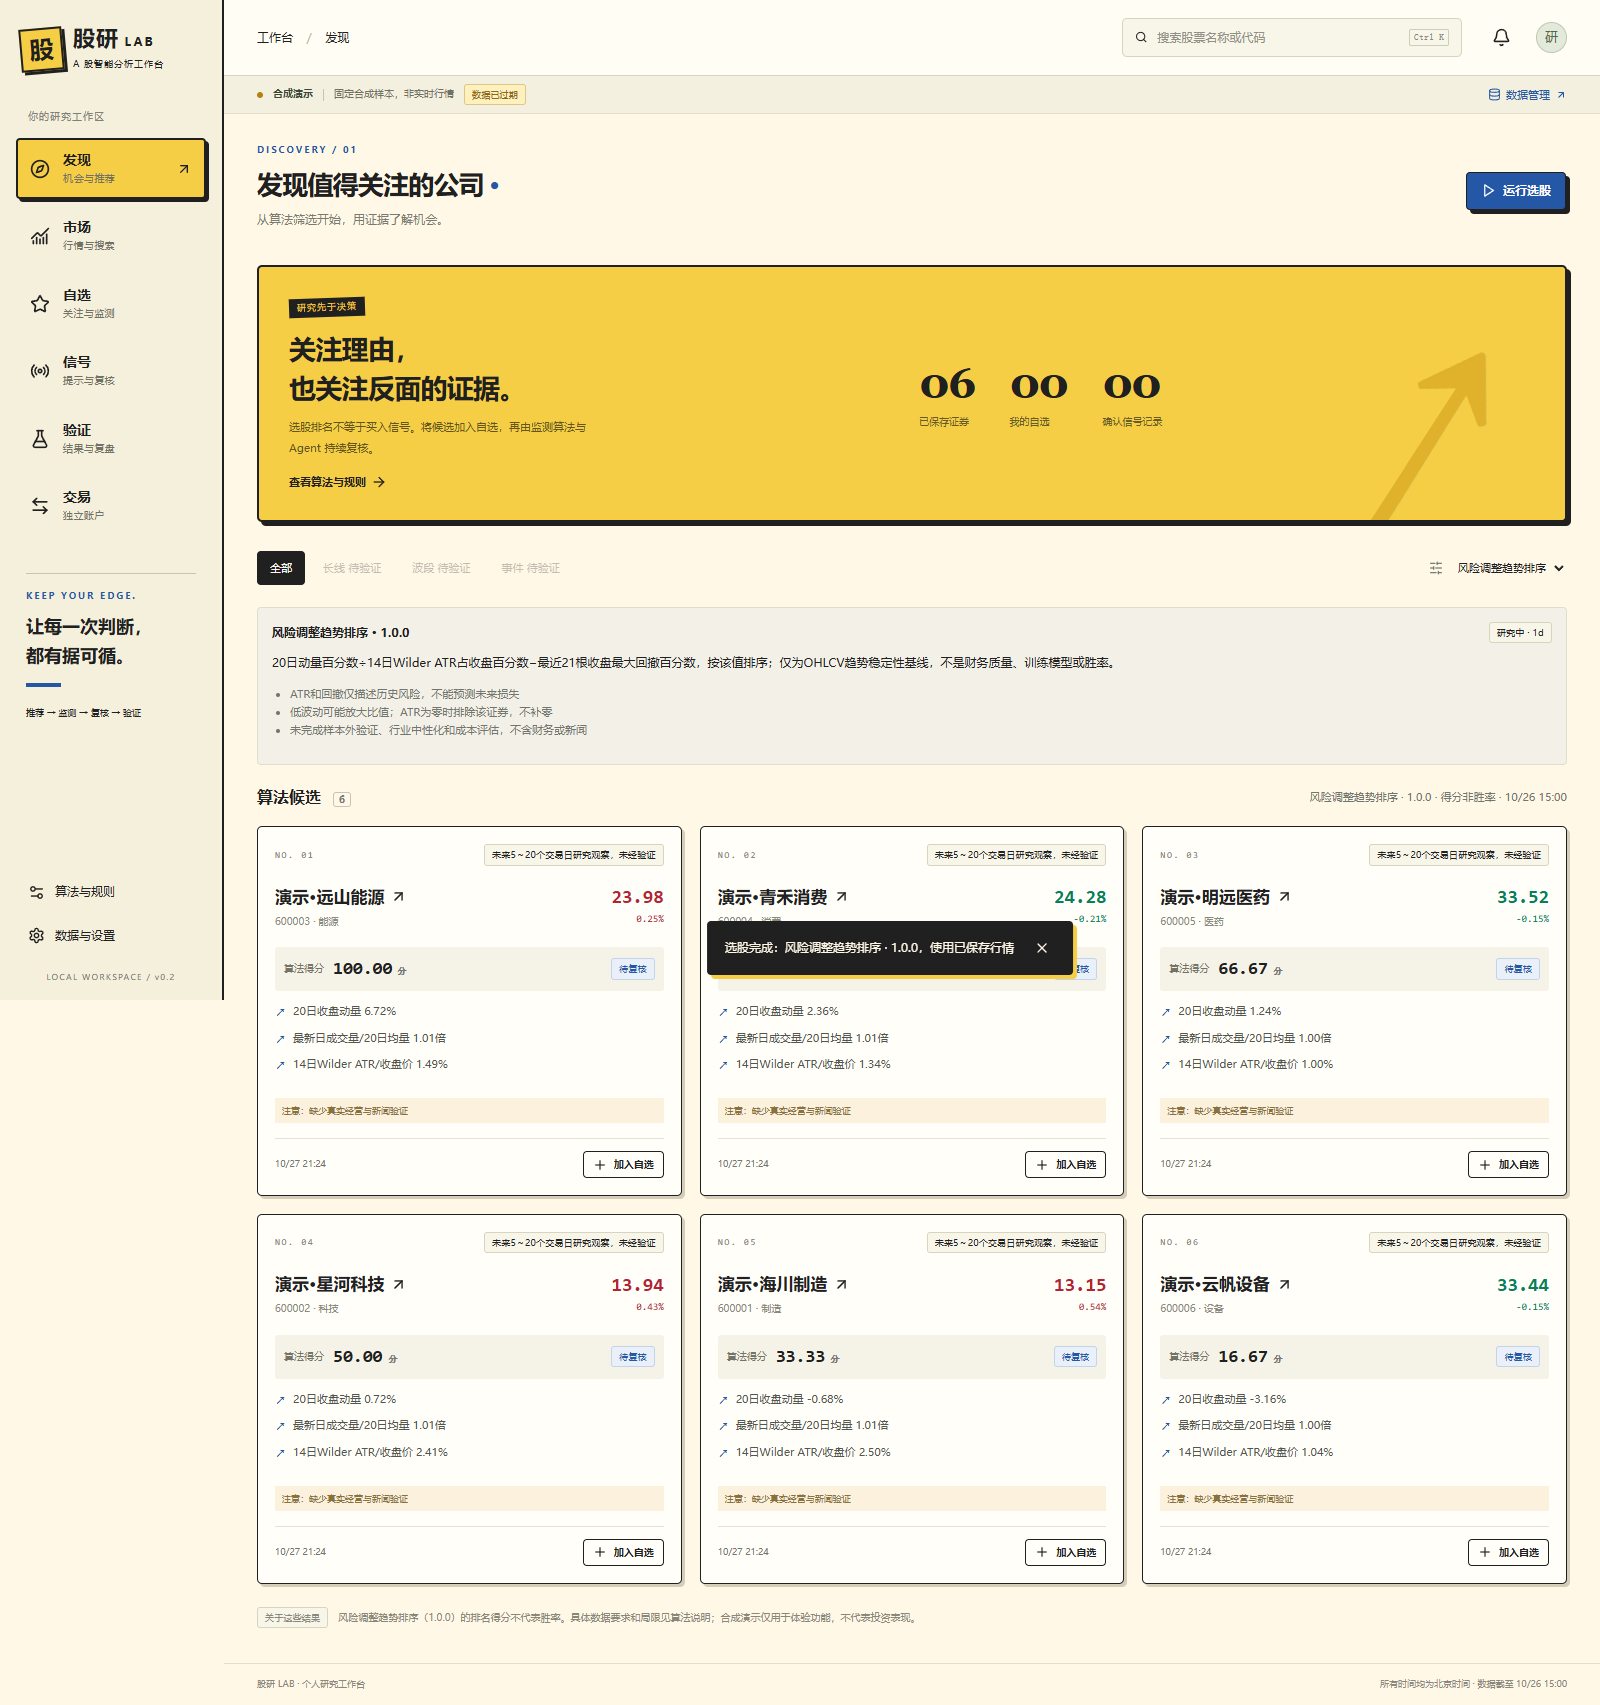 股
股研 LAB
A 股智能分析工作台
你的研究工作区
发现
机会与推荐
市场
行情与搜索
自选
关注与监测
信号
提示与复核
验证
结果与复盘
交易
独立账户
KEEP YOUR EDGE.
让每一次判断，
都有据可循。
推荐 → 监测 → 复核 → 验证
算法与规则
数据与设置
LOCAL WORKSPACE / v0.2
工作台 / 发现
搜索股票名称或代码
Ctrl K
研
合成演示
固定合成样本，非实时行情
数据已过期
数据管理
DISCOVERY / 01
发现值得关注的公司
从算法筛选开始，用证据了解机会。
运行选股
研究先于决策
关注理由，
也关注反面的证据。
选股排名不等于买入信号。将候选加入自选，再由监测算法与
Agent 持续复核。
查看算法与规则
06 00 00
已保存证券 我的自选 确认信号记录
全部 长线 待验证 波段 待验证 事件 待验证
风险调整趋势排序
风险调整趋势排序 • 1.0.0
研究中 · 1d
20日动量百分数÷14日Wilder ATR占收盘百分数−最近21根收盘最大回撤百分数，按该值排序；仅为OHLCV趋势稳定性基线，不是财务质量、训练模型或胜率。
ATR和回撤仅描述历史风险，不能预测未来损失
低波动可能放大比值；ATR为零时排除该证券，不补零
未完成样本外验证、行业中性化和成本评估，不含财务或新闻
算法候选 6
风险调整趋势排序 · 1.0.0 · 得分非胜率 · 10/26 15:00
NO. 01
未来5~20个交易日研究观察，未经验证
演示•远山能源
23.98
600003 · 能源
0.25%
算法得分 100.00 分
待复核
20日收盘动量 6.72%
最新日成交量/20日均量 1.01倍
14日Wilder ATR/收盘价 1.49%
注意：缺少真实经营与新闻验证
10/27 21:24
加入自选
NO. 02
未来5~20个交易日研究观察，未经验证
演示•青禾消费
24.28
600004 · 消费
-0.21%
选股完成：风险调整趋势排序 · 1.0.0，使用已保存行情
复核
20日收盘动量 2.36%
最新日成交量/20日均量 1.01倍
14日Wilder ATR/收盘价 1.34%
注意：缺少真实经营与新闻验证
10/27 21:24
加入自选
NO. 03
未来5~20个交易日研究观察，未经验证
演示•明远医药
33.52
600005 · 医药
-0.15%
算法得分 66.67 分
待复核
20日收盘动量 1.24%
最新日成交量/20日均量 1.00倍
14日Wilder ATR/收盘价 1.00%
注意：缺少真实经营与新闻验证
10/27 21:24
加入自选
NO. 04
未来5~20个交易日研究观察，未经验证
演示•星河科技
13.94
600002 · 科技
0.43%
算法得分 50.00 分
待复核
20日收盘动量 0.72%
最新日成交量/20日均量 1.01倍
14日Wilder ATR/收盘价 2.41%
注意：缺少真实经营与新闻验证
10/27 21:24
加入自选
NO. 05
未来5~20个交易日研究观察，未经验证
演示•海川制造
13.15
600001 · 制造
0.54%
算法得分 33.33 分
待复核
20日收盘动量 -0.68%
最新日成交量/20日均量 1.01倍
14日Wilder ATR/收盘价 2.50%
注意：缺少真实经营与新闻验证
10/27 21:24
加入自选
NO. 06
未来5~20个交易日研究观察，未经验证
演示•云帆设备
33.44
600006 · 设备
-0.15%
算法得分 16.67 分
待复核
20日收盘动量 -3.16%
最新日成交量/20日均量 1.00倍
14日Wilder ATR/收盘价 1.04%
注意：缺少真实经营与新闻验证
10/27 21:24
加入自选
关于这些结果
风险调整趋势排序（1.0.0）的排名得分不代表胜率。具体数据要求和局限见算法说明；合成演示仅用于体验功能，不代表投资表现。
股研 LAB · 个人研究工作台
所有时间均为北京时间 · 数据截至 10/26 15:00